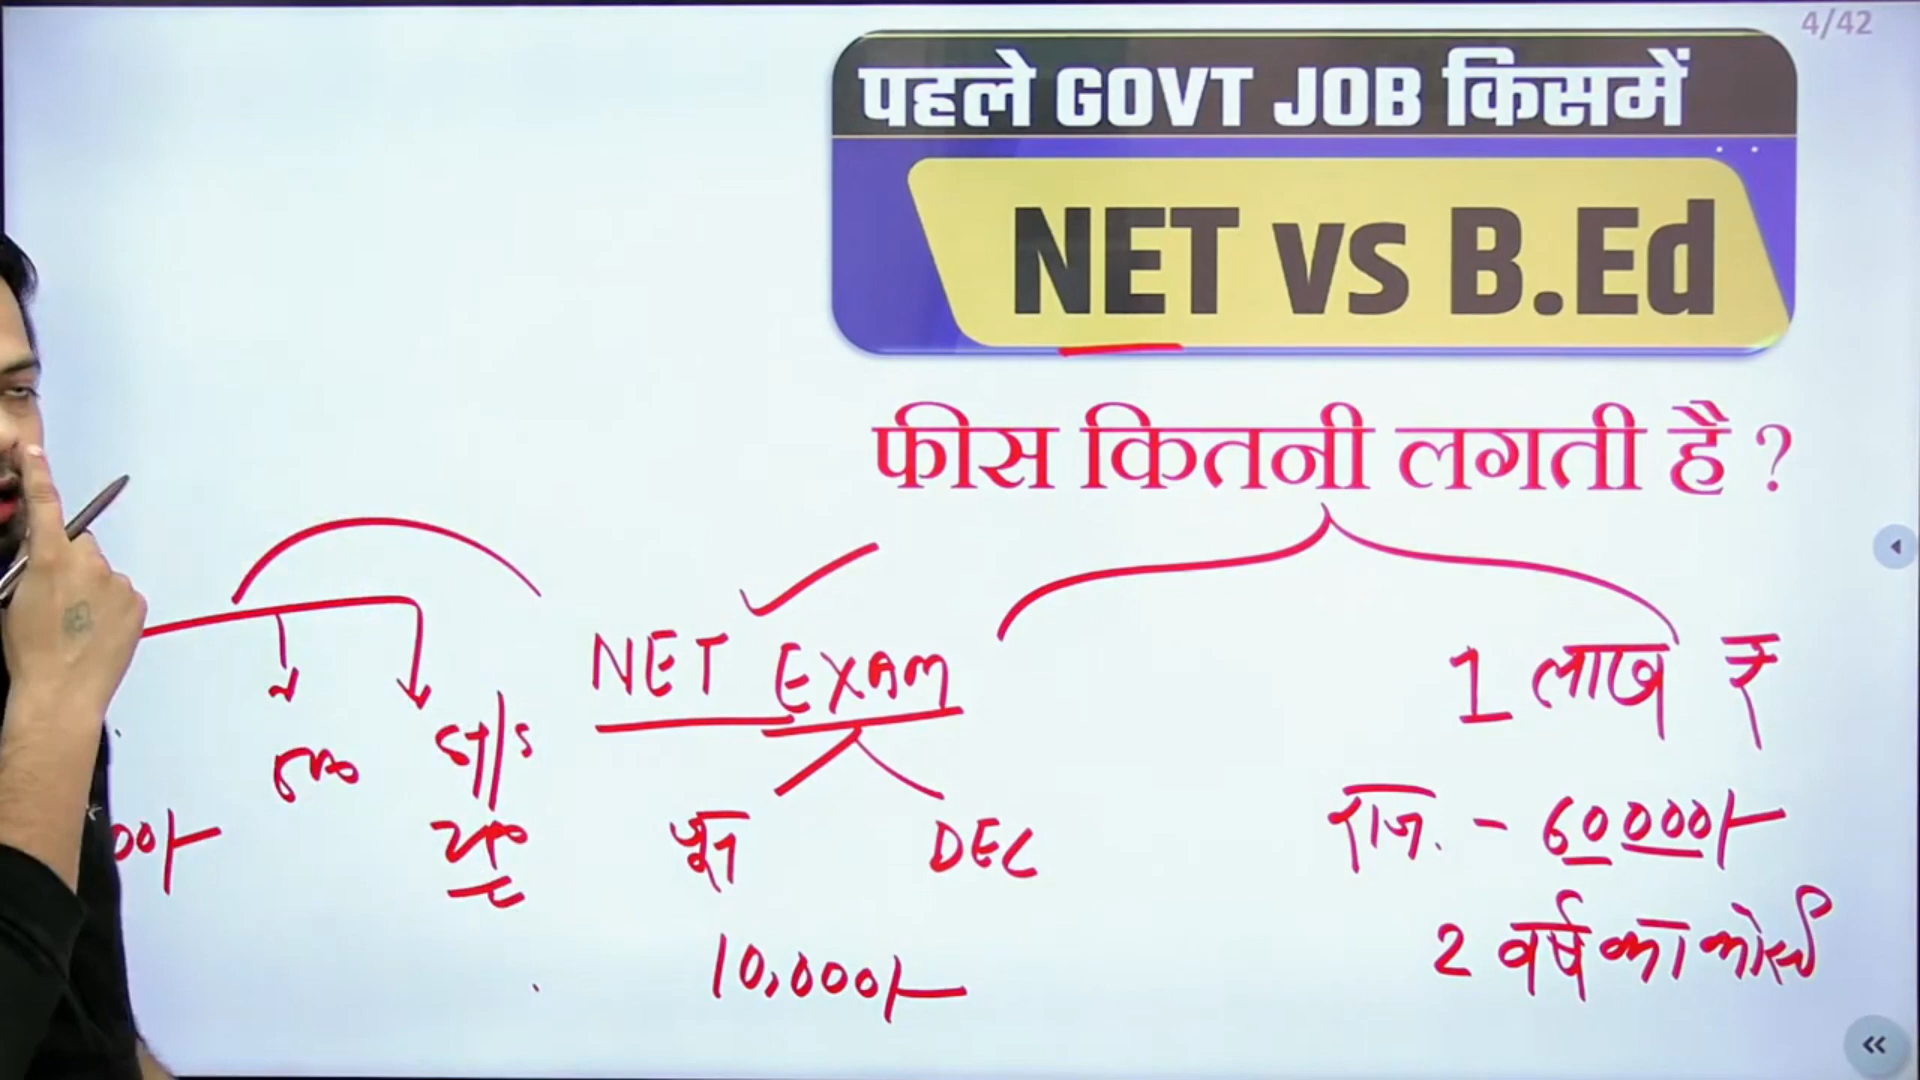 4/42
पहले GOVT JOB किसमें
NET vs B.Ed
फीस कितनी लगती है ?
NET EXAM
1 लाख ₹
राज. - 60000/-
जून
DEC
2 वर्ष का कोर्स
10,000/-